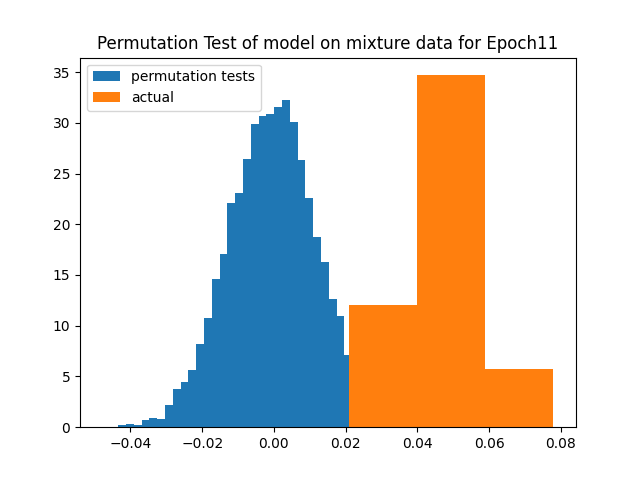 Permutation Test of model on mixture data for Epoch11
permutation tests
actual
35
30
25
20
15
10
5
0
−0.04 −0.02 0.00 0.02 0.04 0.06 0.08